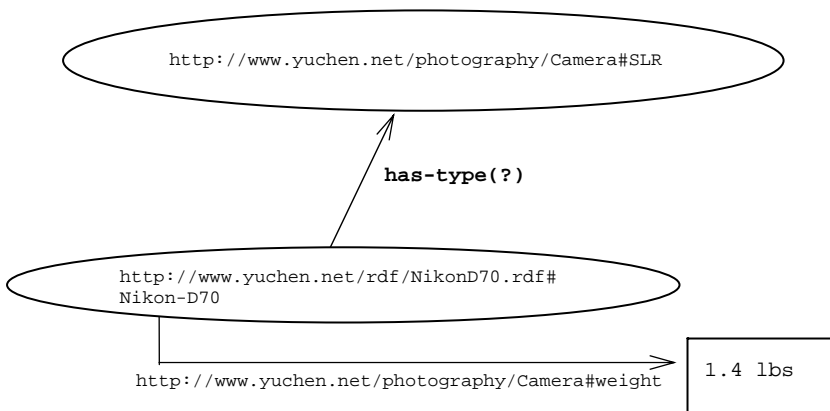 http://www.yuchen.net/photography/Camera#SLR
has-type(?)
http://www.yuchen.net/rdf/NikonD70.rdf#
Nikon-D70
1.4 lbs
http://www.yuchen.net/photography/Camera#weight